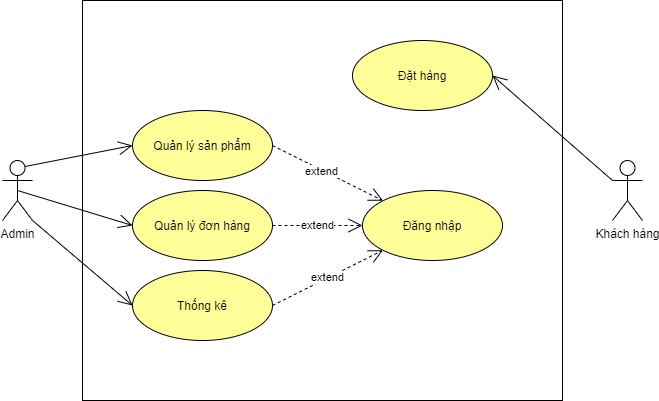 Đặt hàng
Quản lý sản phẩm
extend
Admin
Quản lý đơn hàng
extend
Đăng nhập
Khách hàng
extend
Thống kê